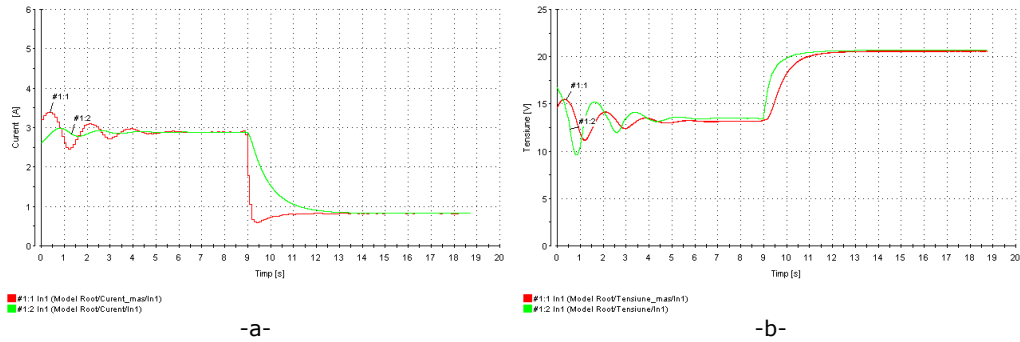 6
5
4
3
2
1
0
Curent [A]
#1:1
#1:2
0 1 2 3 4 5 6 7 8 9 10 11 12 13 14 15 16 17 18 19 20
Timp [s]
#1:1 In1 (Model Root/Curent_mas/In1)
#1:2 In1 (Model Root/Curent/In1)
-a-
25
20
15
10
5
0
Tensiune [V]
#1:1
#1:2
0 1 2 3 4 5 6 7 8 9 10 11 12 13 14 15 16 17 18 19 20
Timp [s]
#1:1 In1 (Model Root/Tensiune_mas/In1)
#1:2 In1 (Model Root/Tensiune/In1)
-b-